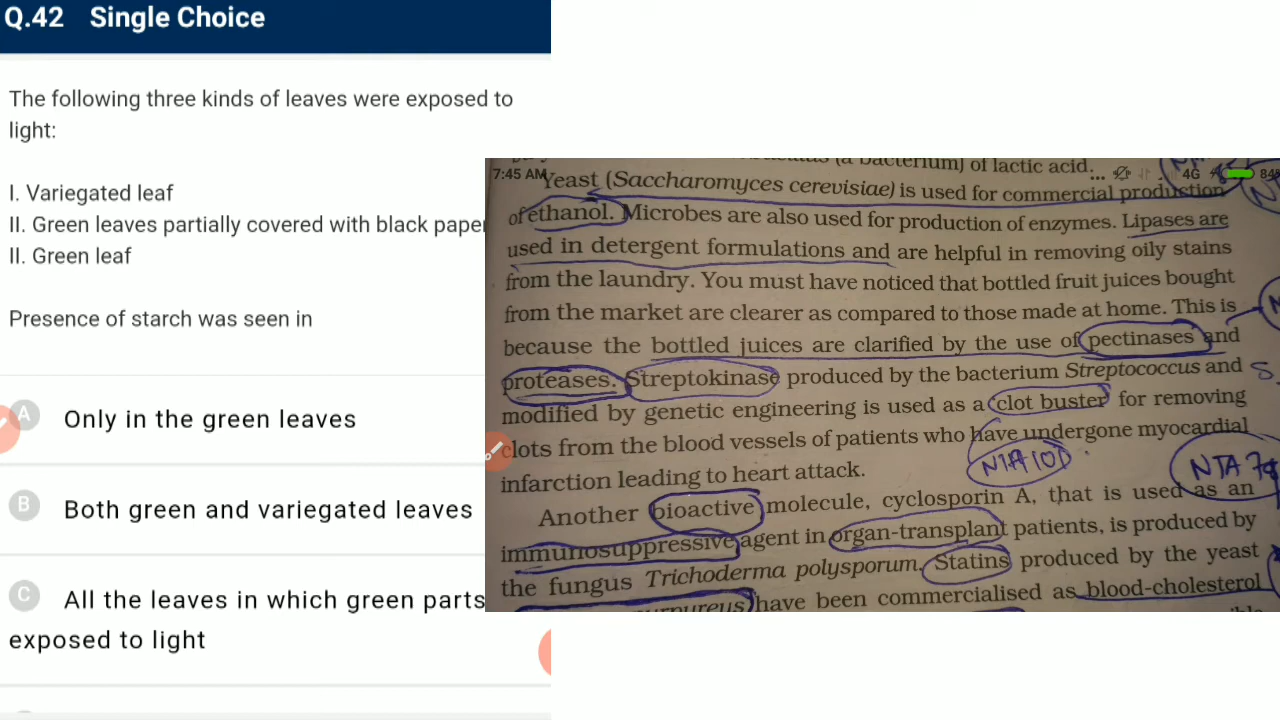 Q.42 Single Choice
The following three kinds of leaves were exposed to
light:
I. Variegated leaf
II. Green leaves partially covered with black paper
II. Green leaf
Presence of starch was seen in
A Only in the green leaves
B Both green and variegated leaves
C All the leaves in which green parts
exposed to light
(a bacterium) of lactic acid...
7:45 AM 4G 84
Yeast (Saccharomyces cerevisiae) is used for commercial production
of ethanol. Microbes are also used for production of enzymes. Lipases are
used in detergent formulations and are helpful in removing oily stains
from the laundry. You must have noticed that bottled fruit juices bought
from the market are clearer as compared to those made at home. This is
because the bottled juices are clarified by the use of pectinases and
proteases. Streptokinase produced by the bacterium Streptococcus and
modified by genetic engineering is used as a 'clot buster' for removing
clots from the blood vessels of patients who have undergone myocardial
infarction leading to heart attack.
NTA
Another bioactive molecule, cyclosporin A, that is used as an
immunosuppressive agent in organ-transplant patients, is produced by
the fungus Trichoderma polysporum. Statins produced by the yeast
have been commercialised as blood-cholesterol